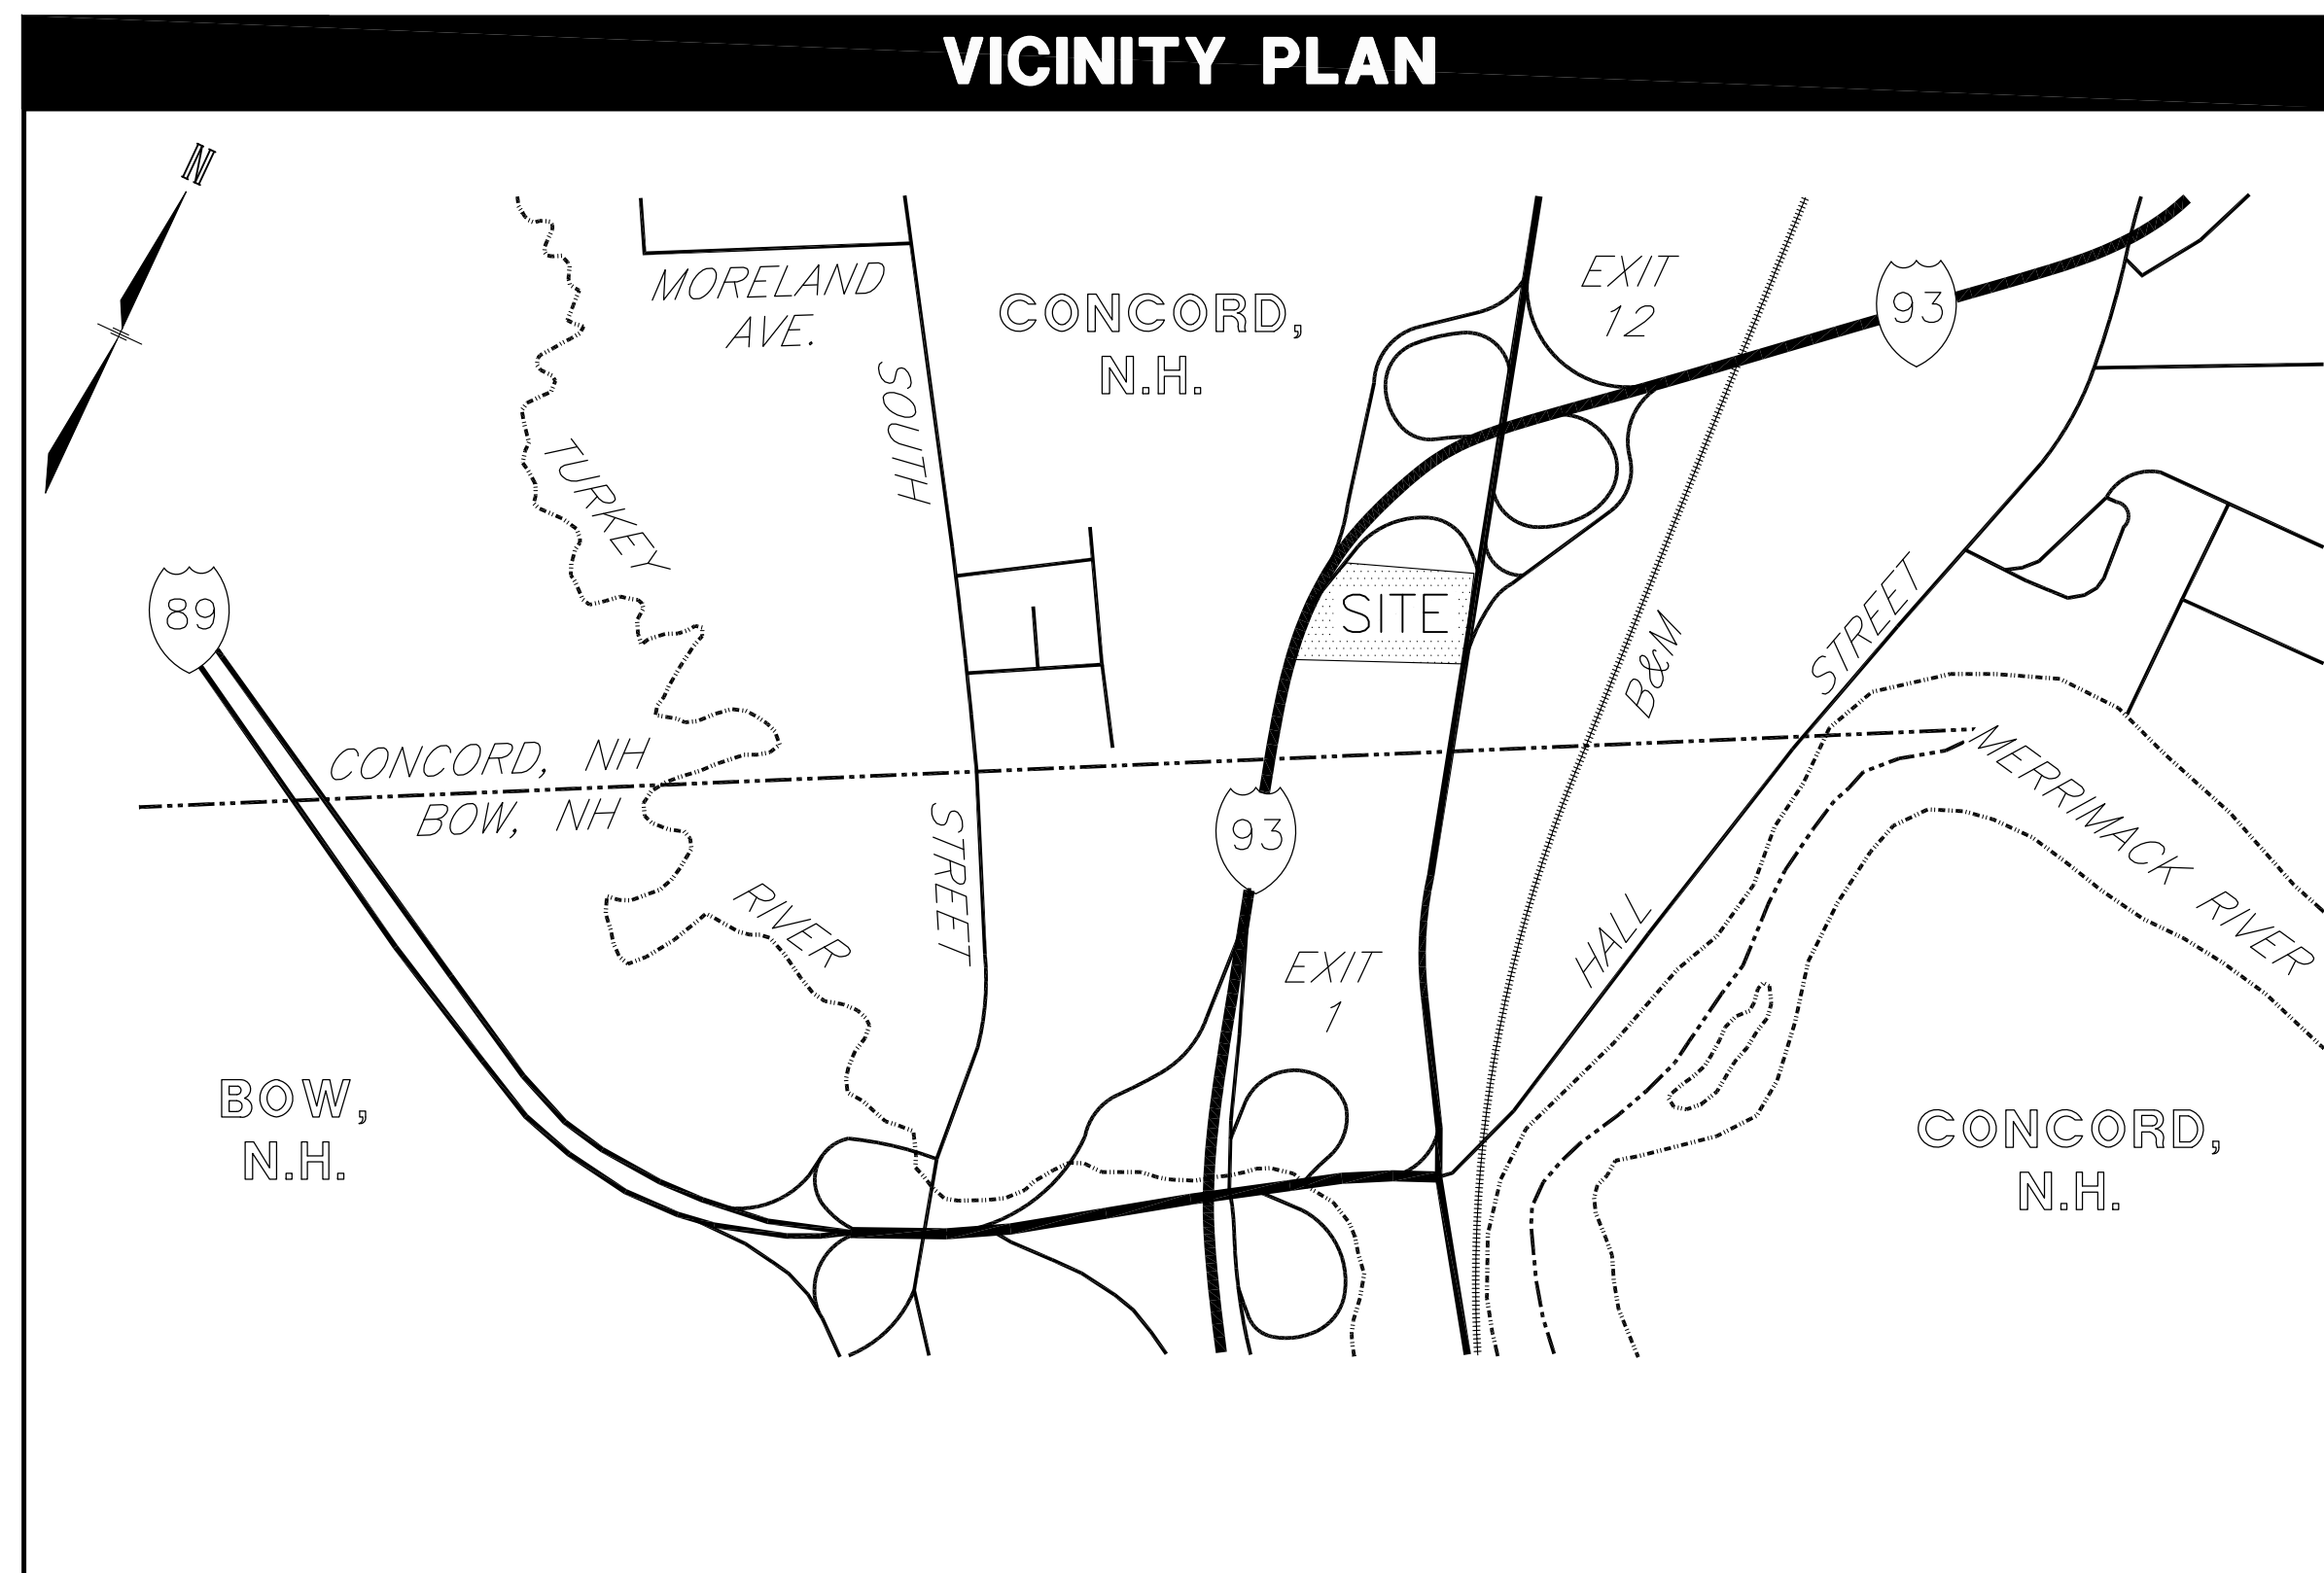 VICINITY PLAN
N
MORELAND
AVE.
CONCORD,
N.H.
EXIT
12
93
SOUTH
TURKEY
89
SITE
B&M
STREET
CONCORD, NH
BOW, NH
STREET
93
MERRIMACK RIVER
RIVER
HALL
EXIT
1
BOW,
N.H.
CONCORD,
N.H.